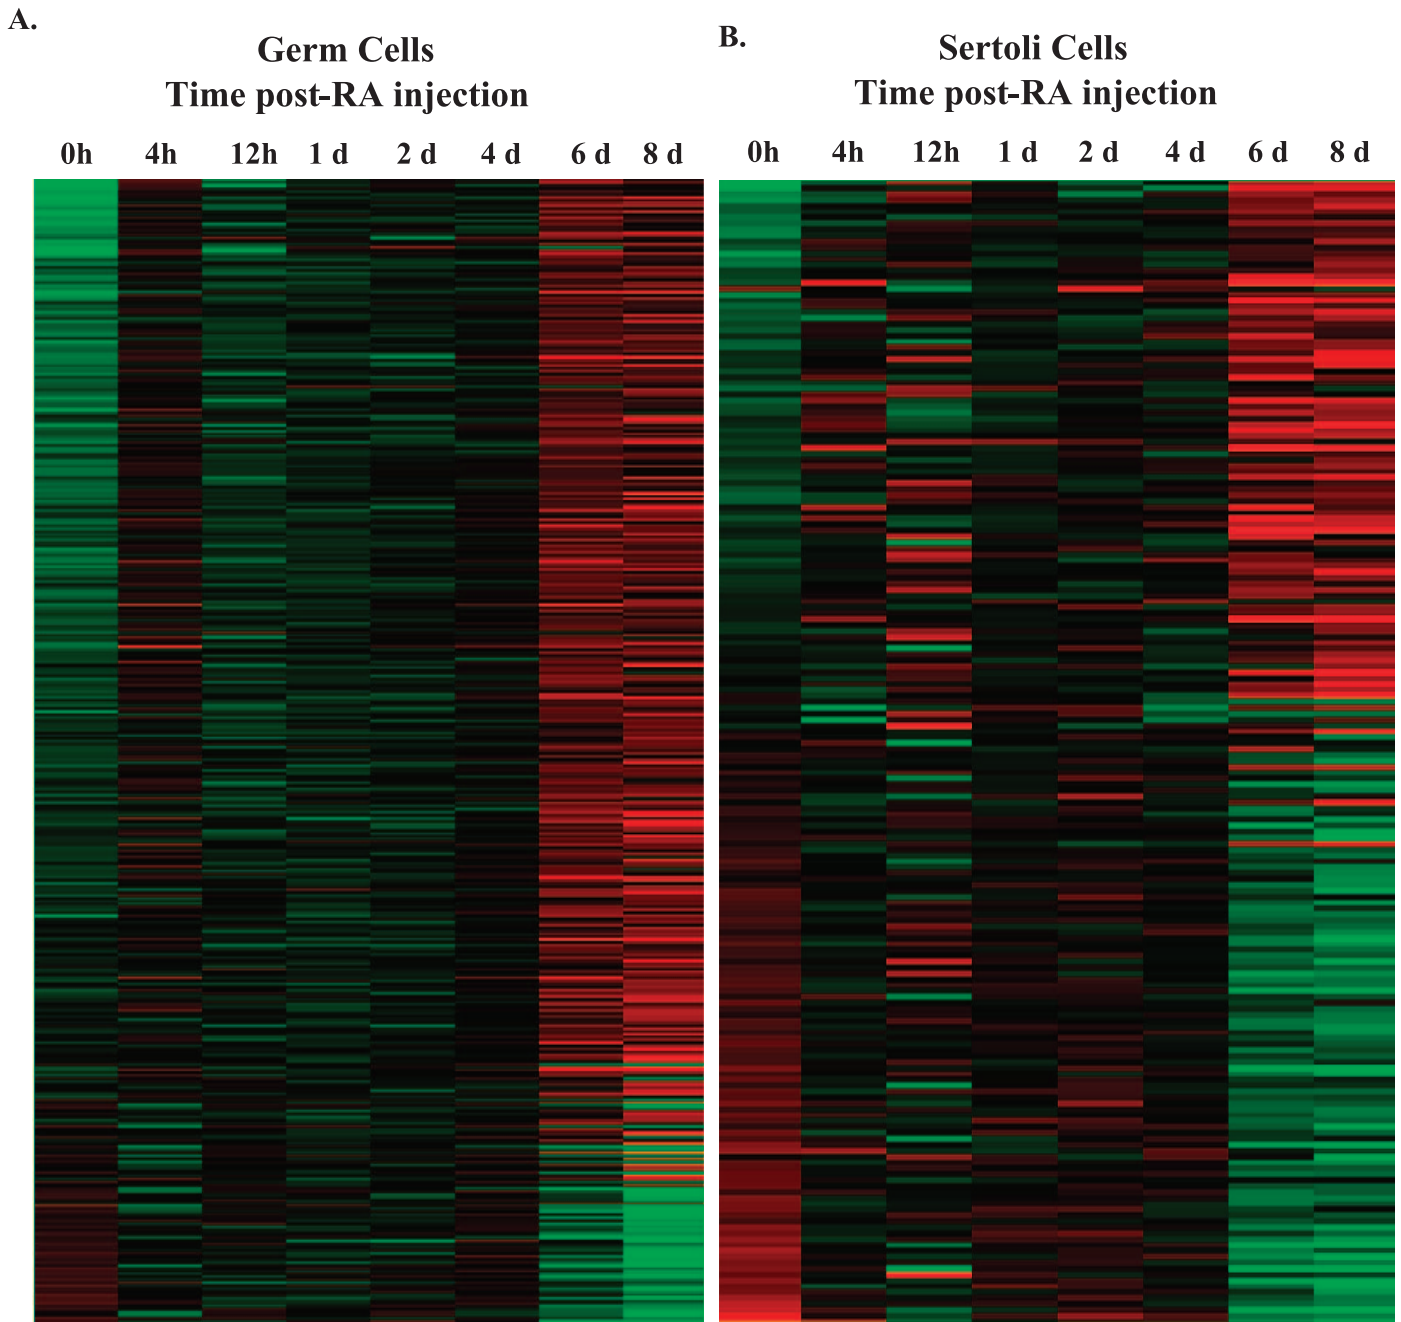 A.
Germ Cells
Time post-RA injection
0h 4h 12h 1 d 2 d 4 d 6 d 8 d
B.
Sertoli Cells
Time post-RA injection
0h 4h 12h 1 d 2 d 4 d 6 d 8 d